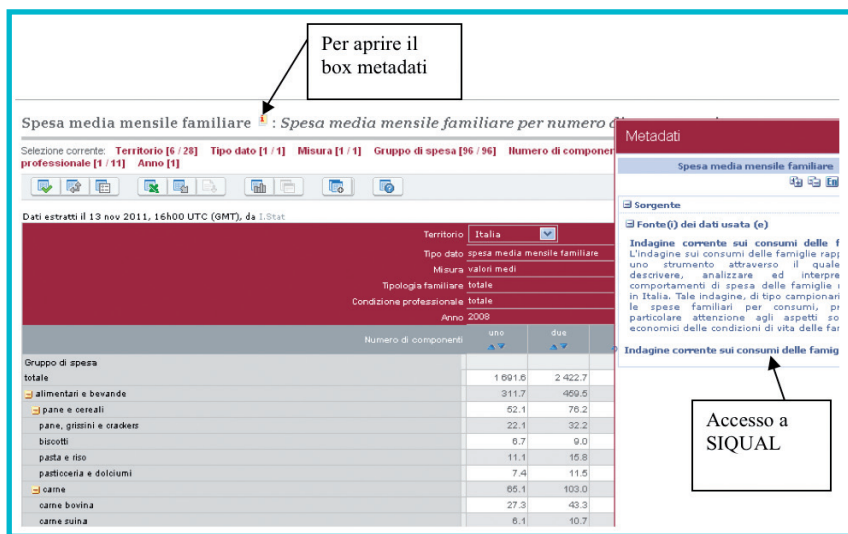 Per aprire il
box metadati
Spesa media mensile familiare : Spesa media mensile familiare per numero
Metadati
Selezione corrente: Territorio [6 / 28] Tipo dato [1 / 1] Misura [1 / 1] Gruppo di spesa [96 / 96] Numero di componen
professionale [1 / 11] Anno [1]
Spesa media mensile familiare
En
Sorgente
Fonte(i) dei dati usata (e)
Indagine corrente sui consumi delle f
L'indagine sui consumi delle famiglie rap
uno strumento attraverso il quale
descrivere, analizzare ed interpre
comportamenti di spesa delle famiglie
in Italia. Tale indagine, di tipo campionari
le spese familiari per consumi, pr
particolare attenzione agli aspetti so
economici delle condizioni di vita delle fam
Indagine corrente sui consumi delle famig
Accesso a
SIQUAL
Dati estratti il 13 nov 2011, 16h00 UTC (GMT), da I.Stat
Territorio Italia
Tipo dato spesa media mensile familiare
Misura valori medi
Tipologia familiare totale
Condizione professionale totale
Anno 2008
Numero di componenti uno due
Gruppo di spesa
totale 1 691.6 2 422.7
alimentari e bevande 311.7 469.5
pane e cereali 52.1 76.2
pane, grissini e crackers 22.1 32.2
biscotti 6.7 9.0
pasta e riso 11.1 15.8
pasticceria e dolciumi 7.4 11.5
carne 65.1 103.0
carne bovina 27.3 43.3
carne suina 6.1 10.7